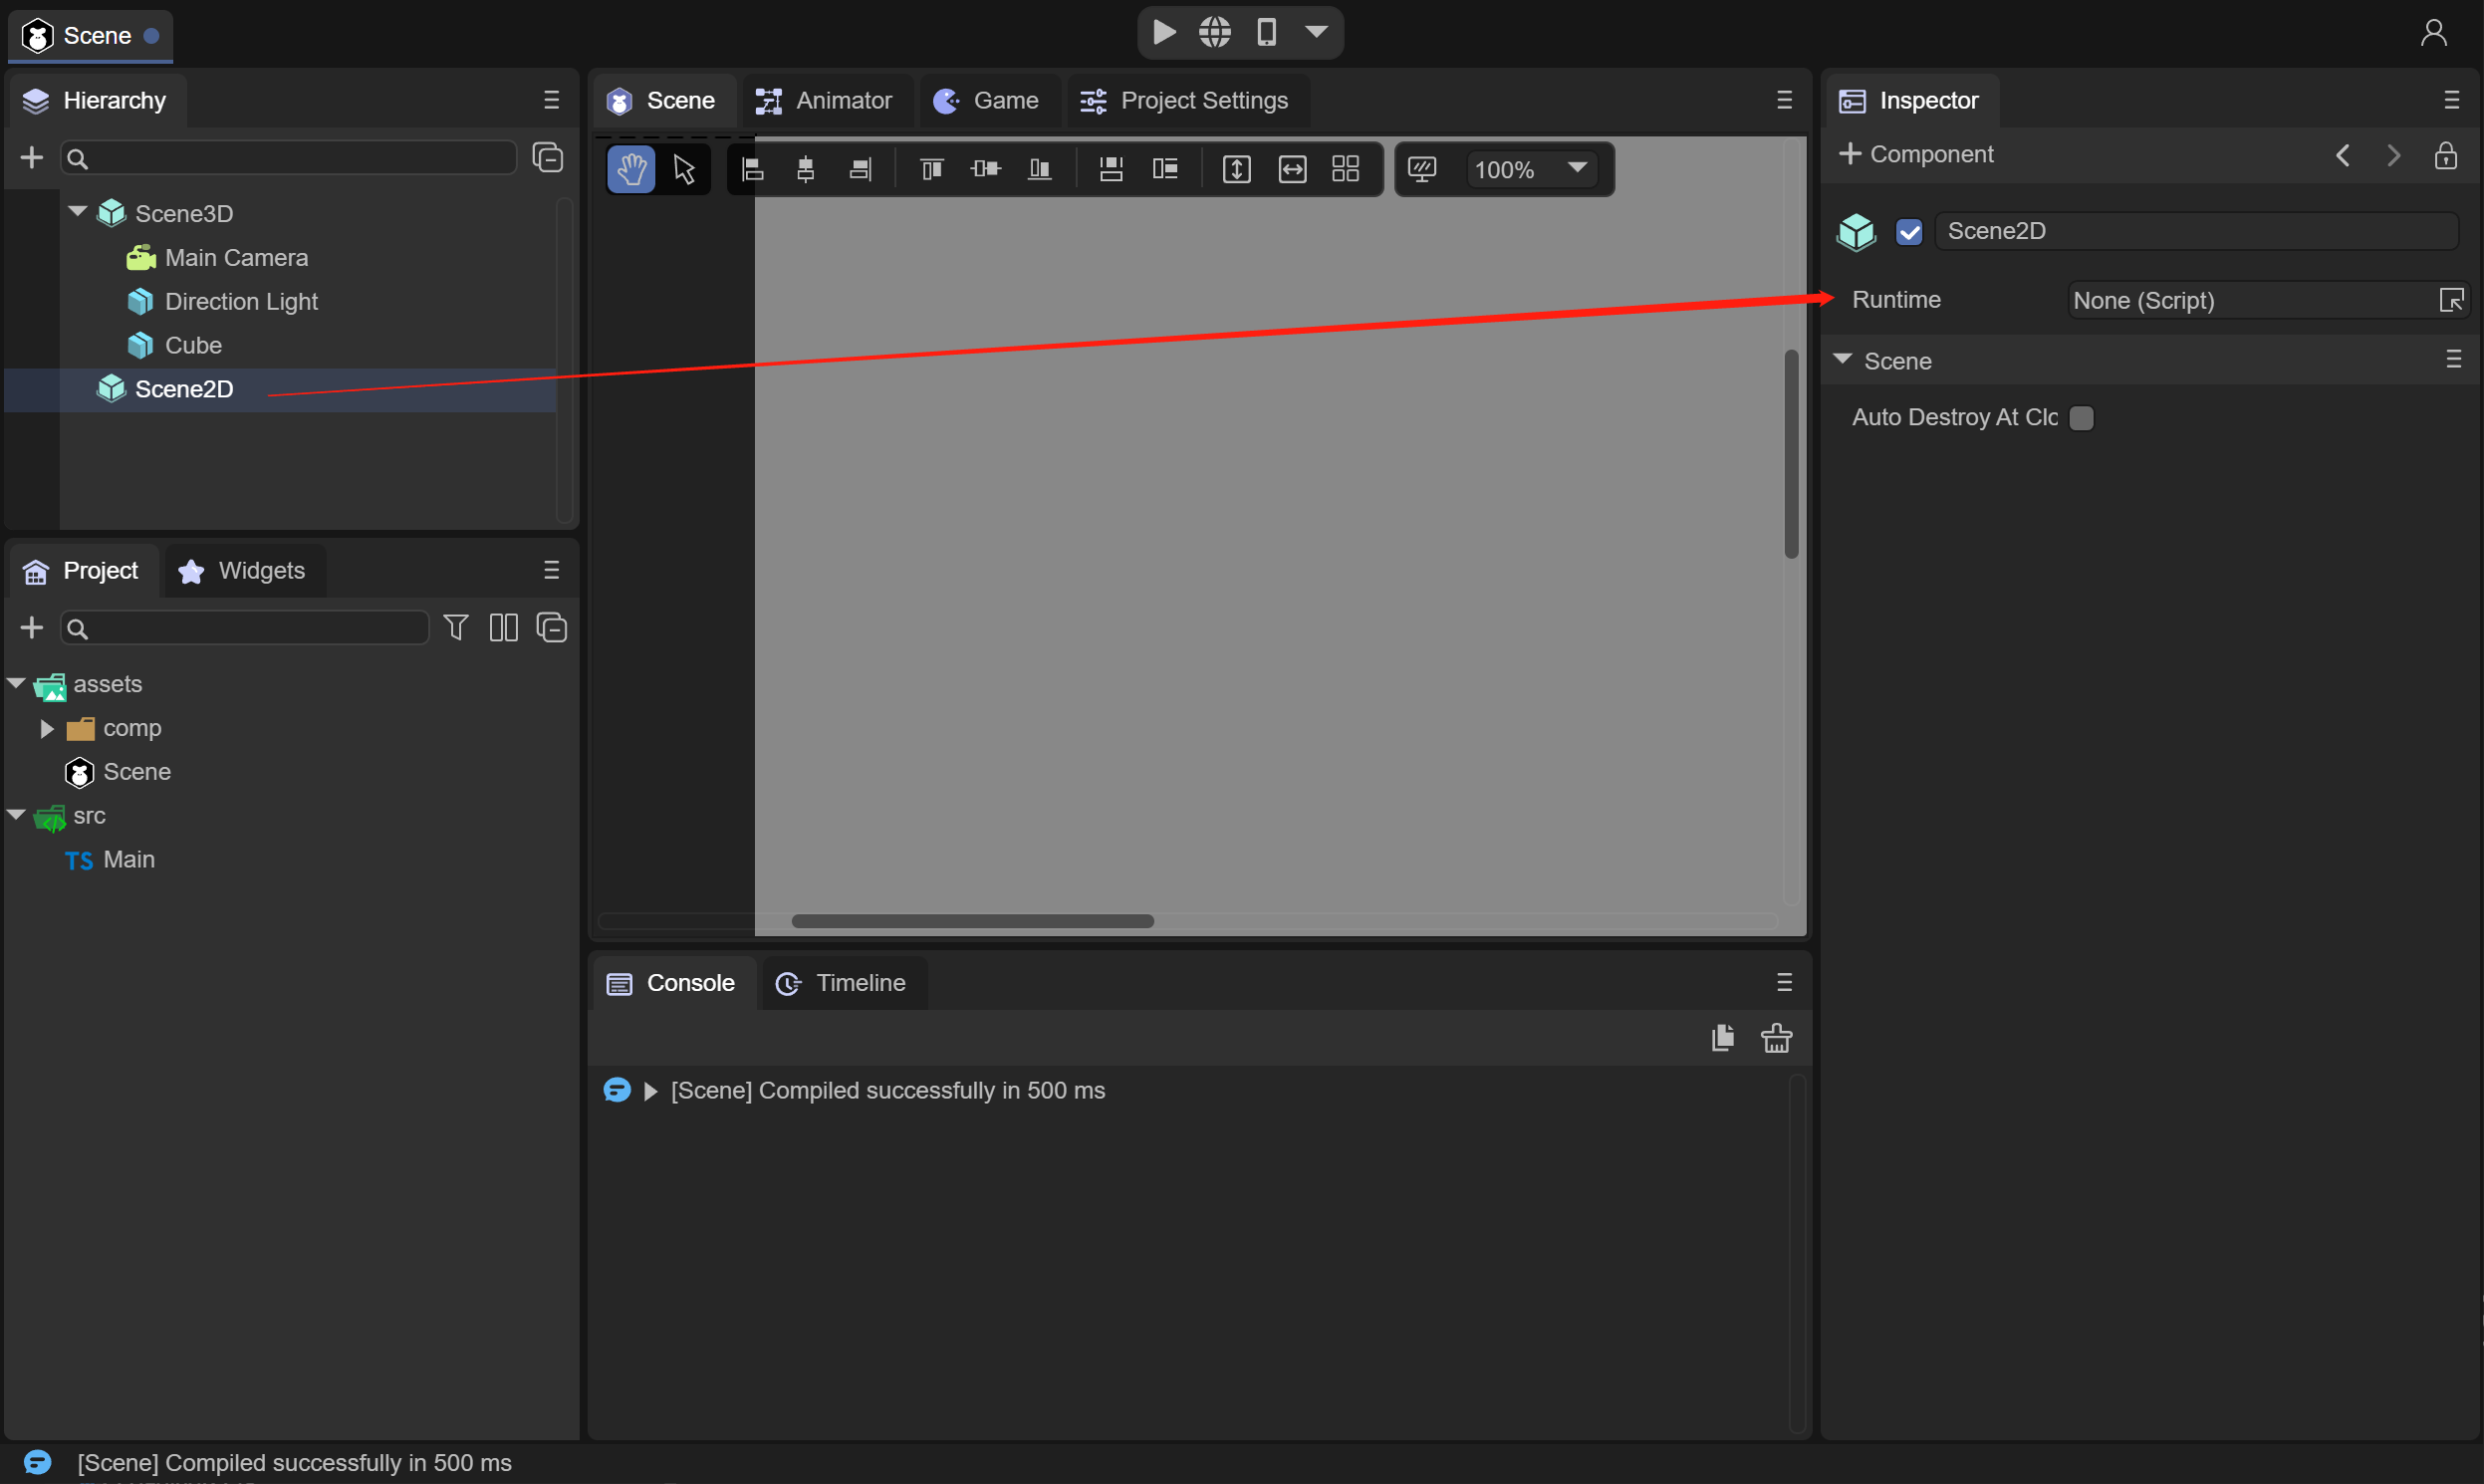 Scene
Hierarchy
Scene3D
Main Camera
Direction Light
Cube
Scene2D
Project
Widgets
assets
comp
Scene
src
TS Main
Scene
Animator
Game
Project Settings
100%
Console
Timeline
[Scene] Compiled successfully in 500 ms
Inspector
Component
Scene2D
Runtime
None (Script)
Scene
Auto Destroy At Clo
[Scene] Compiled successfully in 500 ms